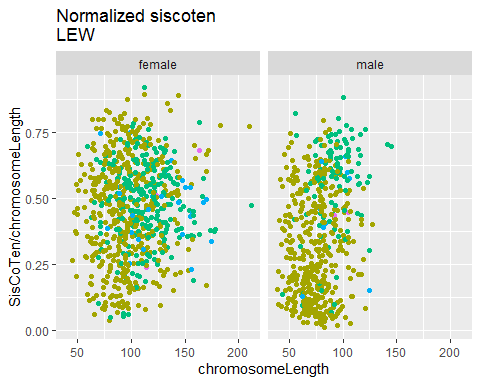 Normalized siscoten
LEW
female male
SisCoTen/chromosomeLength
0.75
0.50
0.25
0.00
50 100 150 200 50 100 150 200
chromosomeLength